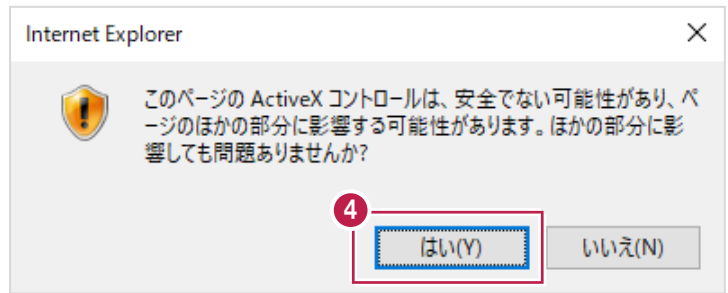 Internet Explorer
このページの ActiveX コントロールは、安全でない可能性があり、ペ
ージのほかの部分に影響する可能性があります。ほかの部分に影
響しても問題ありませんか?
4
はい(Y)
いいえ(N)